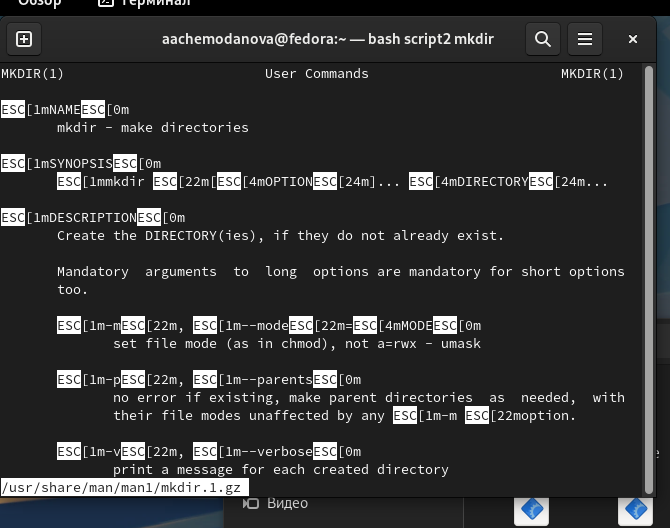 Обзор Терминал
aachemodanova@fedora:~ — bash script2 mkdir
MKDIR(1) User Commands MKDIR(1)
ESC[1mNAMEESC[0m
mkdir - make directories
ESC[1mSYNOPSISESC[0m
ESC[1mmkdir ESC[22m[ESC[4mOPTIONESC[24m]... ESC[4mDIRECTORYESC[24m...
ESC[1mDESCRIPTIONESC[0m
Create the DIRECTORY(ies), if they do not already exist.
Mandatory arguments to long options are mandatory for short options
too.
ESC[1m-mESC[22m, ESC[1m--modeESC[22m=ESC[4mMODEESC[0m
set file mode (as in chmod), not a=rwx - umask
ESC[1m-pESC[22m, ESC[1m--parentsESC[0m
no error if existing, make parent directories as needed, with
their file modes unaffected by any ESC[1m-m ESC[22moption.
ESC[1m-vESC[22m, ESC[1m--verboseESC[0m
print a message for each created directory
/usr/share/man/man1/mkdir.1.gz
Видео